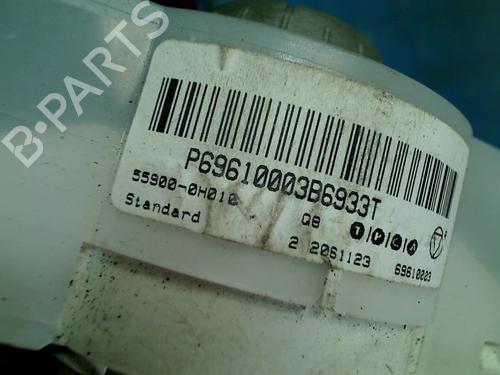 B-PARTS
P69610003B6933T
55900-0H010
Standard
Q8
T P C A
2 2061123
69610003